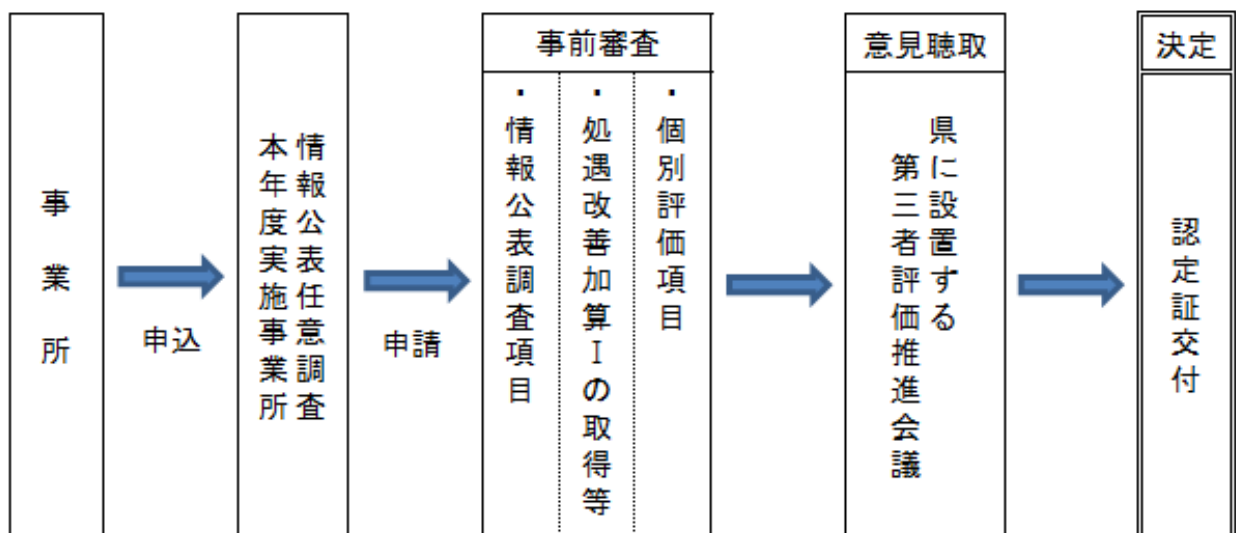 事業所
申込
情報公表任意調査
本年度実施事業所
申請
事前審査
・情報公表調査項目
・処遇改善加算Ⅰの取得等
・個別評価項目
意見聴取
県に設置する
第三者評価推進会議
決定
認定証交付